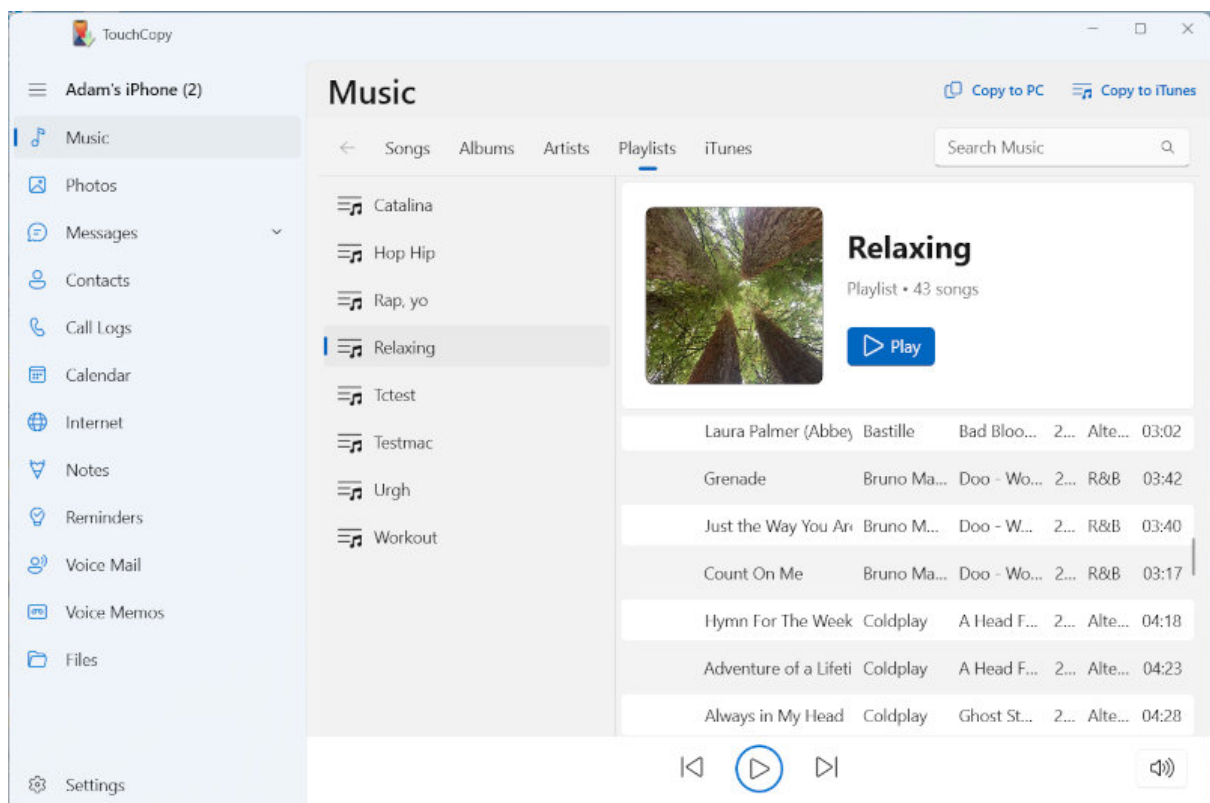 TouchCopy
Adam's iPhone (2)
Music
Photos
Messages
Contacts
Call Logs
Calendar
Internet
Notes
Reminders
Voice Mail
Voice Memos
Files
Settings
Music
Copy to PC
Copy to iTunes
Songs Albums Artists Playlists iTunes
Search Music
Catalina
Hop Hip
Rap, yo
Relaxing
Tctest
Testmac
Urgh
Workout
Relaxing
Playlist • 43 songs
Play
Laura Palmer (Abbey Bastille Bad Bloo... 2... Alte... 03:02
Grenade Bruno Ma... Doo - Wo... 2... R&B 03:42
Just the Way You Are Bruno M... Doo - W... 2... R&B 03:40
Count On Me Bruno Ma... Doo - Wo... 2... R&B 03:17
Hymn For The Week Coldplay A Head F... 2... Alte... 04:18
Adventure of a Lifeti Coldplay A Head F... 2... Alte... 04:23
Always in My Head Coldplay Ghost St... 2... Alte... 04:28